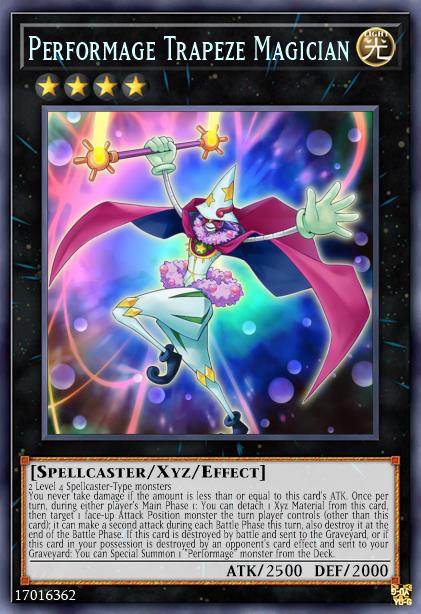 PERFORMAGE TRAPEZE MAGICIAN
LIGHT
光
[SPELLCASTER/XYZ/EFFECT]
2 Level 4 Spellcaster-Type monsters
You never take damage if the amount is less than or equal to this card's ATK. Once per
turn, during either player's Main Phase 1: You can detach 1 Xyz Material from this card,
then target 1 face-up Attack Position monster the turn player controls (other than this
card); it can make a second attack during each Battle Phase this turn, also destroy it at the
end of the Battle Phase. If this card is destroyed by battle and sent to the Graveyard, or if
this card in your possession is destroyed by an opponent's card effect and sent to your
Graveyard: You can Special Summon 1 "Performage" monster from the Deck.
ATK/2500 DEF/2000
17016362